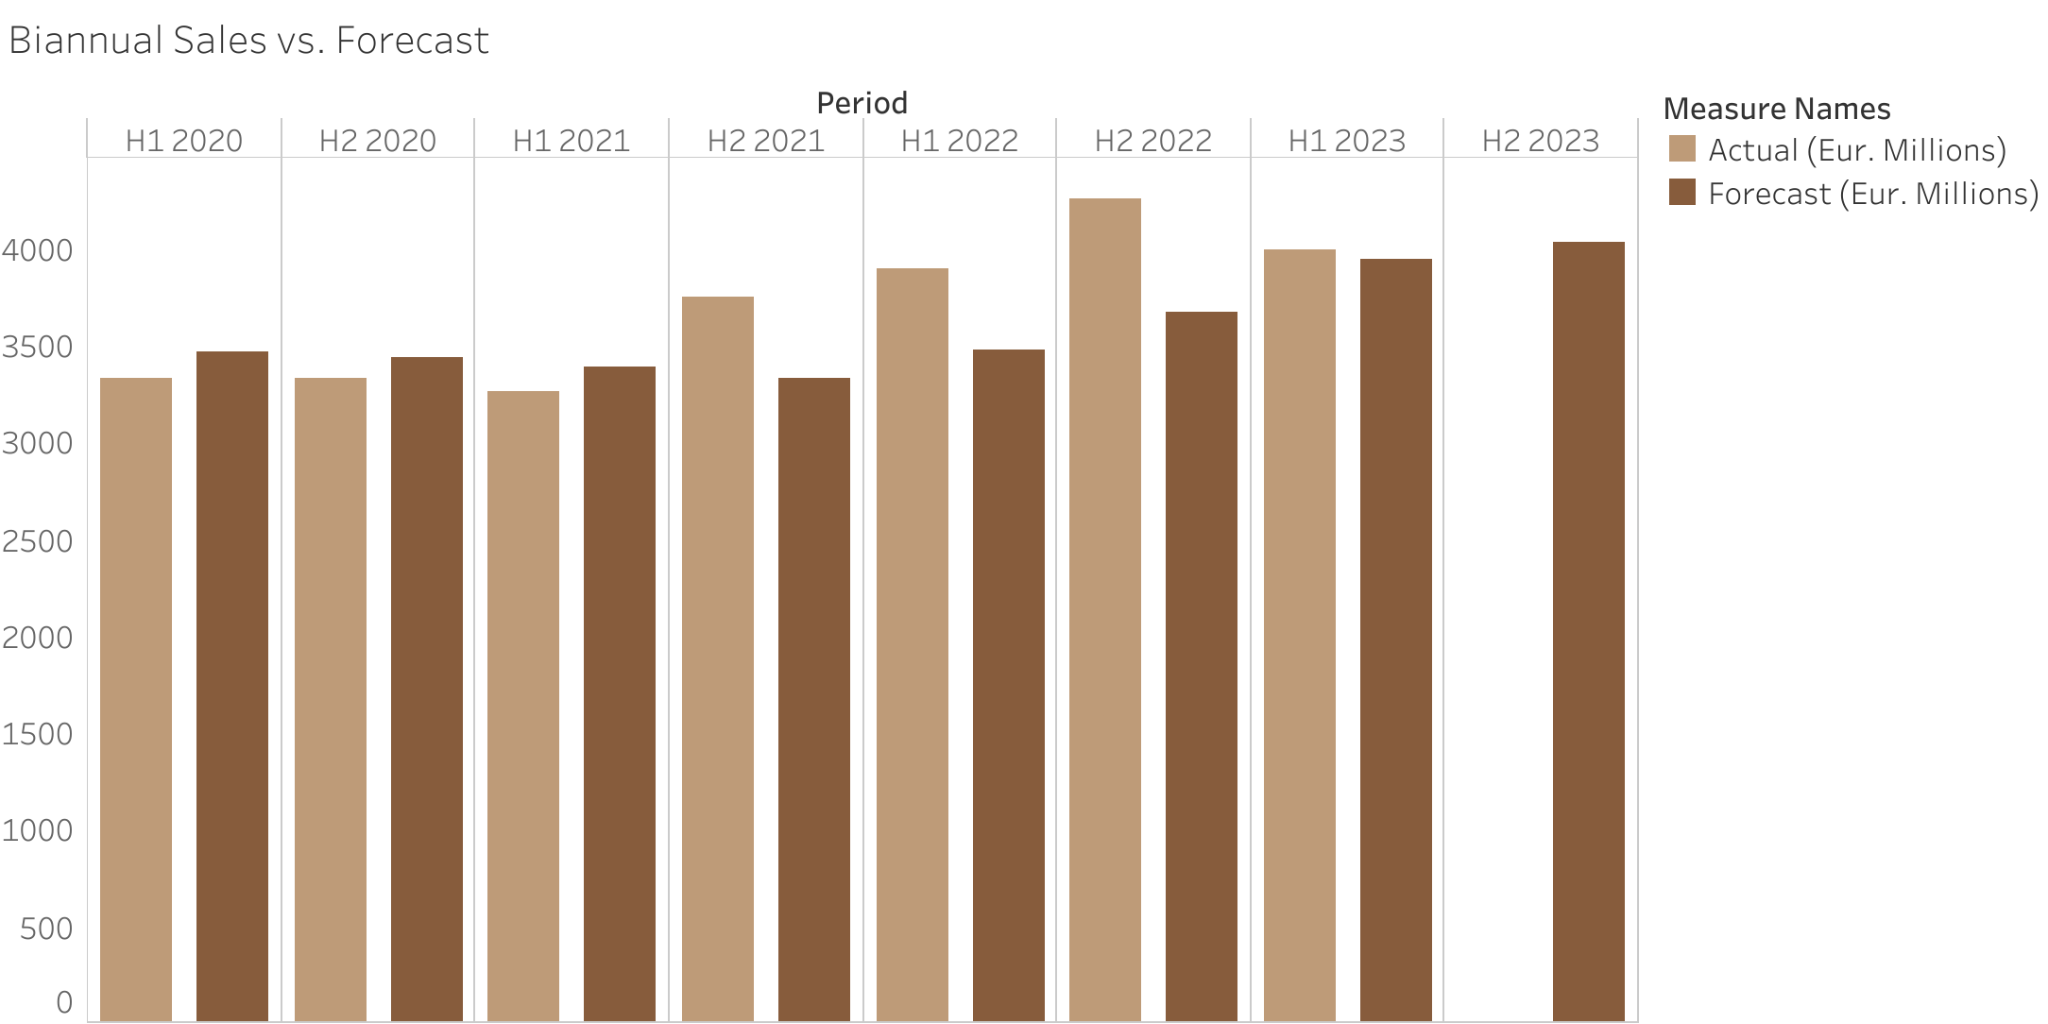 Biannual Sales vs. Forecast
Period
H1 2020 H2 2020 H1 2021 H2 2021 H1 2022 H2 2022 H1 2023 H2 2023
4000
3500
3000
2500
2000
1500
1000
500
0
Measure Names
Actual (Eur. Millions)
Forecast (Eur. Millions)